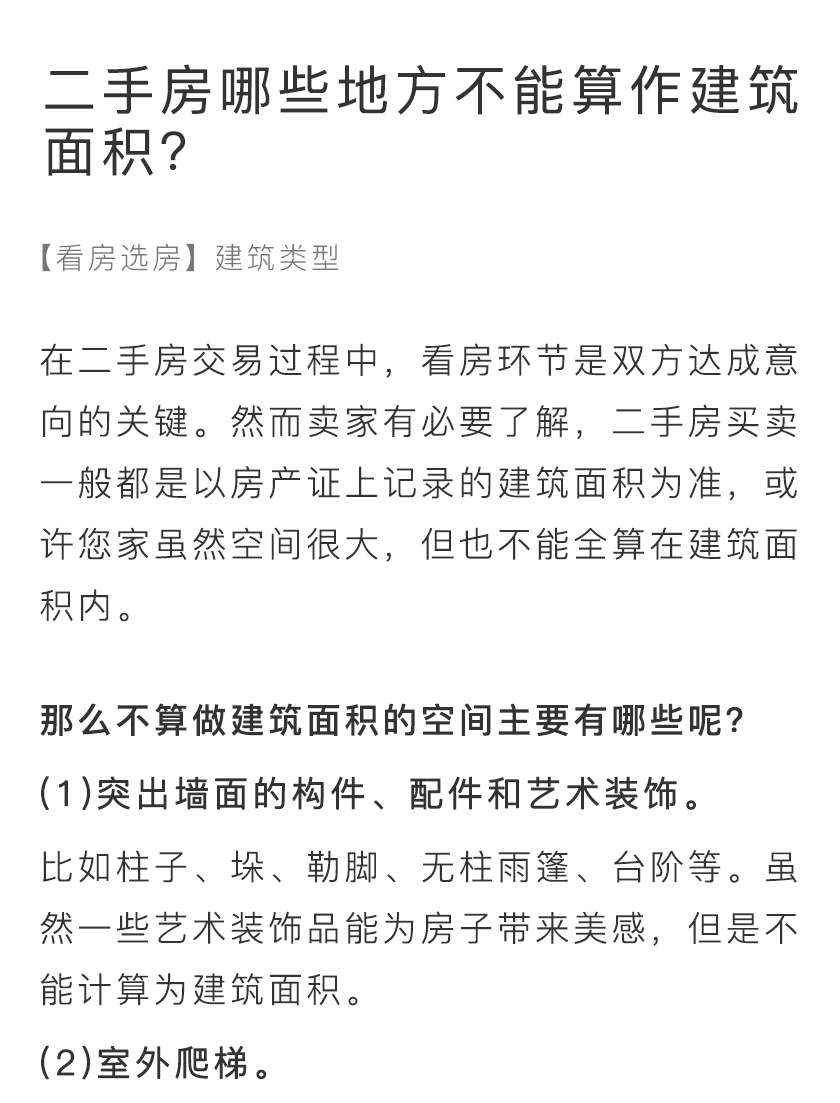 二手房哪些地方不能算作建筑
面积?
【看房选房】建筑类型
在二手房交易过程中，看房环节是双方达成意
向的关键。然而卖家有必要了解，二手房买卖
一般都是以房产证上记录的建筑面积为准，或
许您家虽然空间很大，但也不能全算在建筑面
积内。
那么不算做建筑面积的空间主要有哪些呢?
(1)突出墙面的构件、配件和艺术装饰。
比如柱子、垛、勒脚、无柱雨篷、台阶等。虽
然一些艺术装饰品能为房子带来美感，但是不
能计算为建筑面积。
(2)室外爬梯。